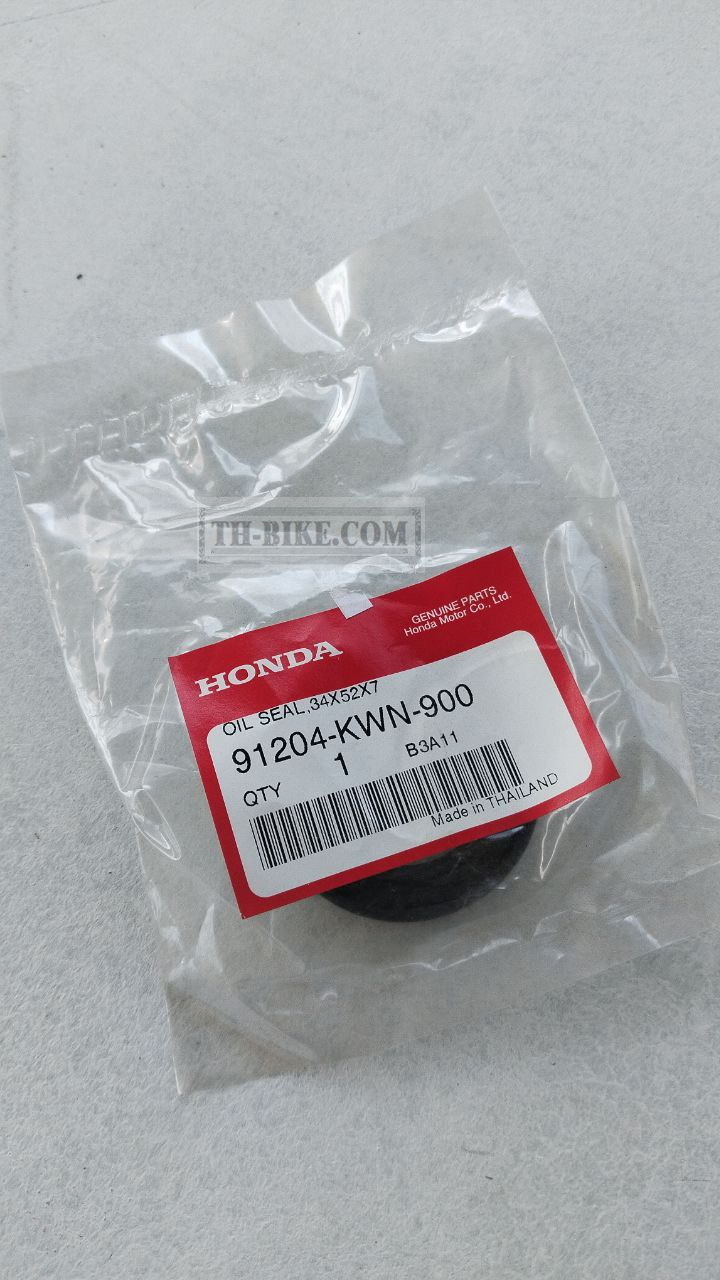 TH-BIKE.COM
HONDA
GENUINE PARTS
Honda Motor Co., Ltd.
OIL SEAL,34X52X7
91204-KWN-900
QTY 1 B3A11
Made in THAILAND